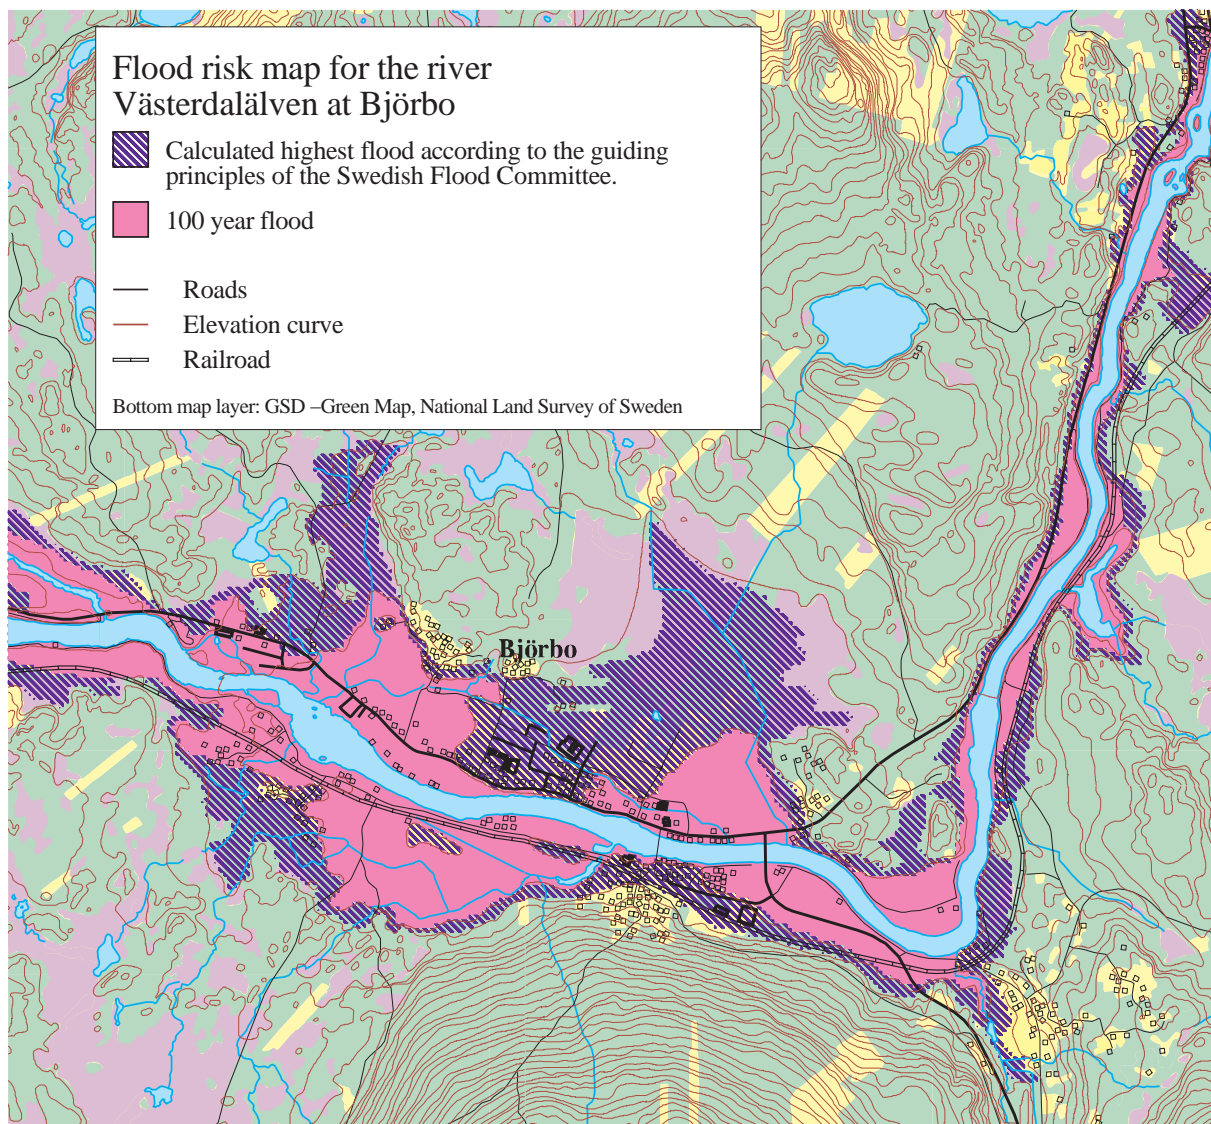 Flood risk map for the river
Västerdalälven at Björbo
Calculated highest flood according to the guiding
principles of the Swedish Flood Committee.
100 year flood
Roads
Elevation curve
Railroad
Bottom map layer: GSD –Green Map, National Land Survey of Sweden
Björbo